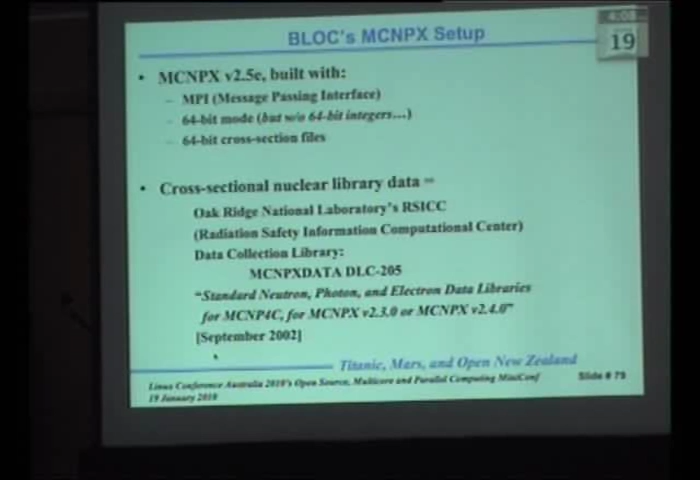 BLOC's MCNPX Setup
4:08
19
• MCNPX v2.5e, built with:
– MPI (Message Passing Interface)
– 64-bit mode (but w/o 64-bit integers...)
– 64-bit cross-section files
• Cross-sectional nuclear library data =
Oak Ridge National Laboratory's RSICC
(Radiation Safety Information Computational Center)
Data Collection Library:
MCNPXDATA DLC-205
"Standard Neutron, Photon, and Electron Data Libraries
for MCNP4C, for MCNPX v2.3.0 or MCNPX v2.4.0"
[September 2002]
Titanic, Mars, and Open New Zealand
Linux Conference Australia 2010's Open Source, Multicore and Parallel Computing MiniConf
Slide # 75
19 January 2010